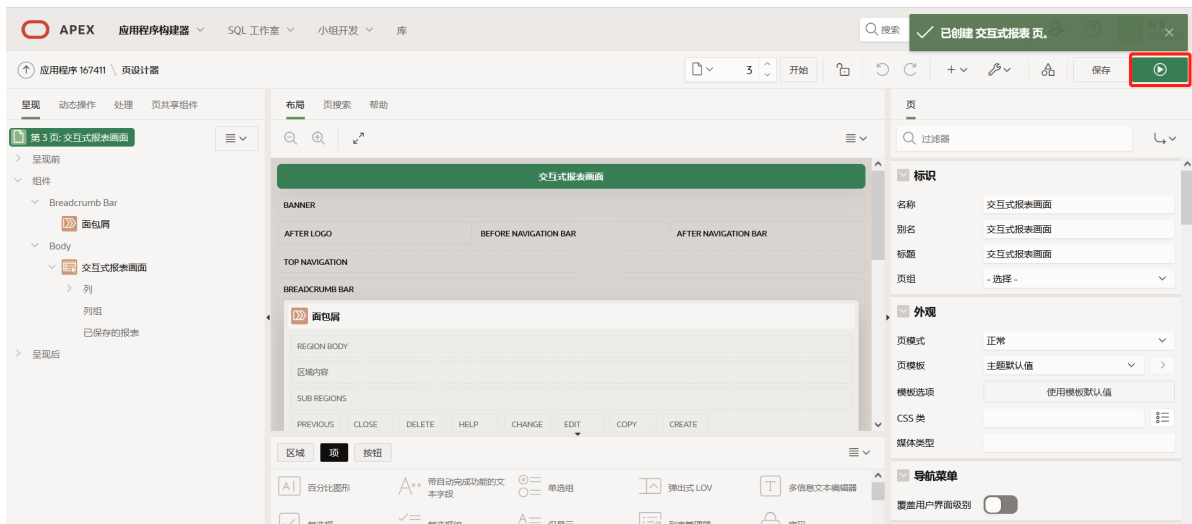 APEX 应用程序构建器 SQL 工作室 小组开发 库 搜索 已创建 交互式报表 页。
应用程序 167411 \ 页设计器 3 开始 保存
呈现 动态操作 处理 页共享组件 布局 页搜索 帮助 页
第 3 页: 交互式报表画面 过滤器
呈现前
组件
Breadcrumb Bar
面包屑
Body
交互式报表画面
列
列组
已保存的报表
呈现后
交互式报表画面
BANNER
AFTER LOGO BEFORE NAVIGATION BAR AFTER NAVIGATION BAR
TOP NAVIGATION
BREADCRUMB BAR
面包屑
REGION BODY
区域内容
SUB REGIONS
PREVIOUS CLOSE DELETE HELP CHANGE EDIT COPY CREATE
区域 项 按钮
百分比图形 带自动完成功能的文本字段 单选组 弹出式 LOV 多信息文本编辑器
标识
名称 交互式报表画面
别名 交互式报表画面
标题 交互式报表画面
页组 - 选择 -
外观
页模式 正常
页模板 主题默认值
模板选项 使用模板默认值
CSS 类
媒体类型
导航菜单
覆盖用户界面级别